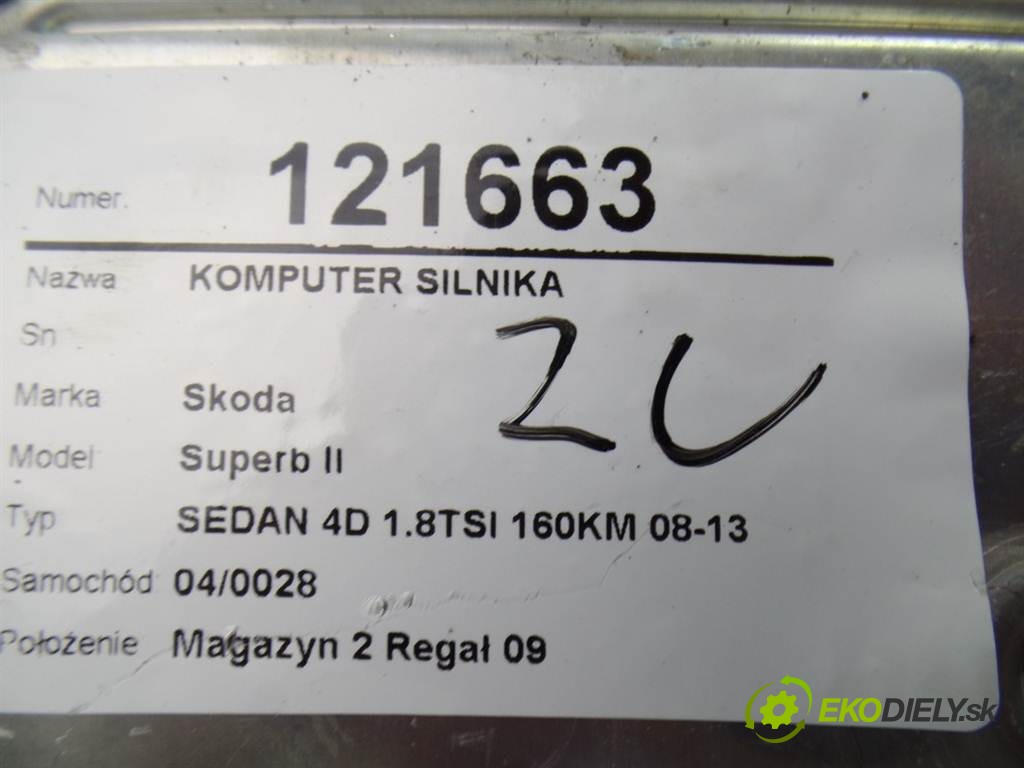 Numer. 121663
Nazwa KOMPUTER SILNIKA
Sn
2U
Marka Skoda
Model Superb II
Typ SEDAN 4D 1.8TSI 160KM 08-13
Samochód 04/0028
Położenie Magazyn 2 Regał 09
EKODIELY.sk